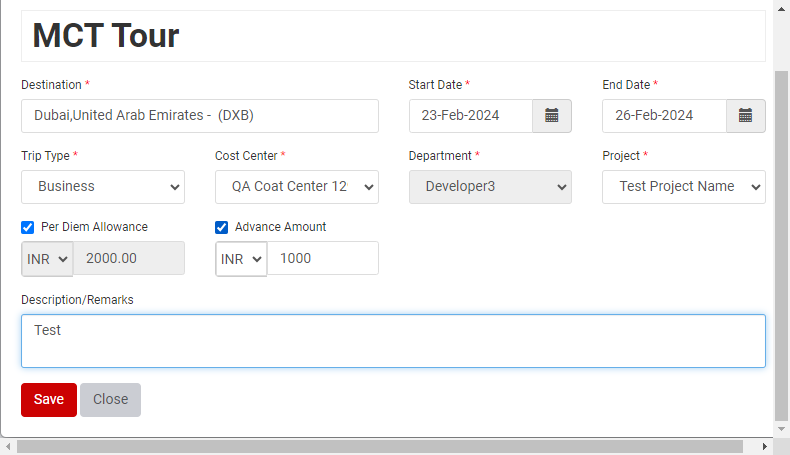 MCT Tour
Destination * Start Date * End Date *
Dubai,United Arab Emirates - (DXB) 23-Feb-2024 26-Feb-2024
Trip Type * Cost Center * Department * Project *
Business QA Coat Center 12 Developer3 Test Project Name
Per Diem Allowance Advance Amount
INR 2000.00 INR 1000
Description/Remarks
Test
Save Close